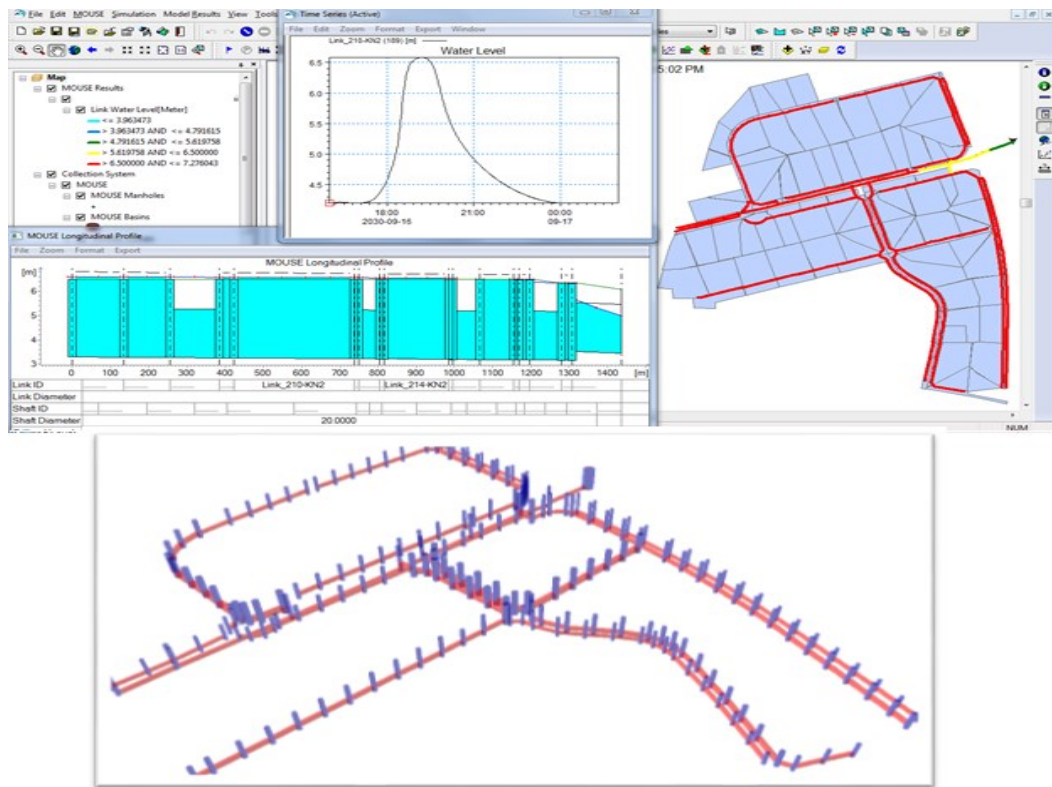 File Edit MOUSE Simulation Model Results View Tools
Time Series (Active)
File Edit Zoom Format Export Window
Link_210-KN2 (189) [m]
Water Level
6.5
6.0
5.5
5.0
4.5
18:00 21:00 00:00
2030-09-16 09-17
5:02 PM
Map
MOUSE Results
Link Water Level[Meter]
<= 3.963473
> 3.963473 AND <= 4.791615
> 4.791615 AND <= 5.619758
> 5.619758 AND <= 6.500000
> 6.500000 AND <= 7.276043
Collection System
MOUSE
MOUSE Manholes
MOUSE Basins
MOUSE Longitudinal Profile
File Zoom Format Export
MOUSE Longitudinal Profile
[m]
6
5
4
3
0 100 200 300 400 500 600 700 800 900 1000 1100 1200 1280 1400 [m]
Link ID Link_210-KN2 Link_214-KN2
Link Diameter
Shaft ID
Shaft Diameter 20.0000
NUM